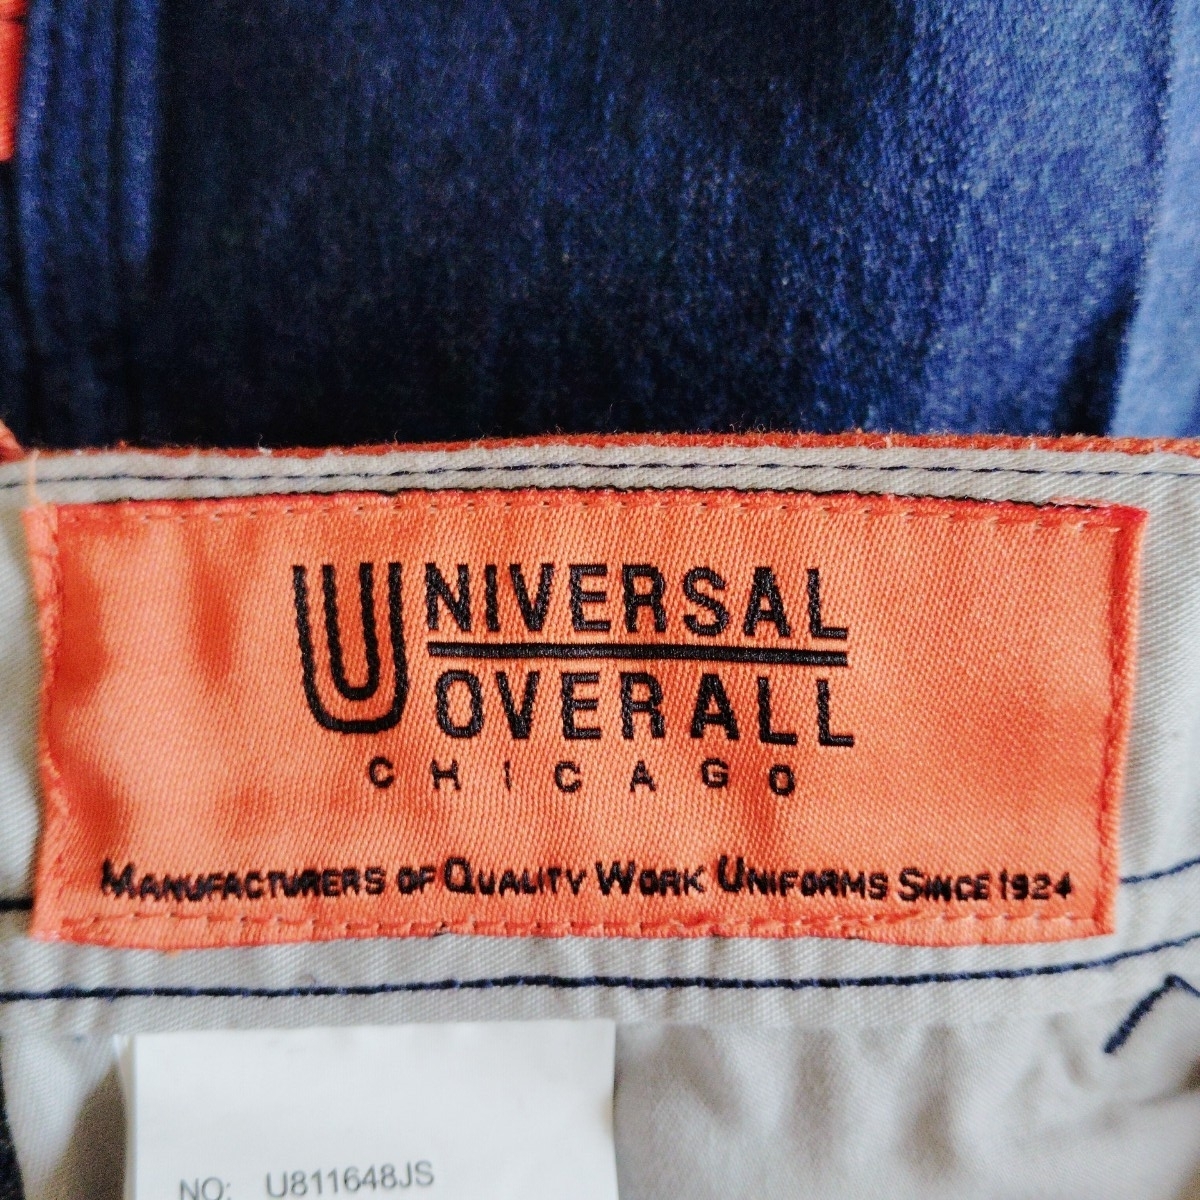 UNIVERSAL
OVERALL
CHICAGO
MANUFACTURERS OF QUALITY WORK UNIFORMS SINCE 1924
NO: U811648JS